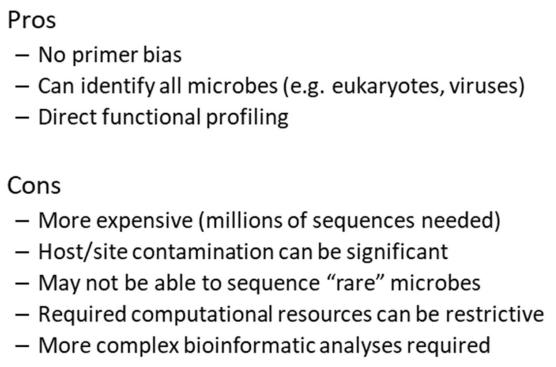 Pros
– No primer bias
– Can identify all microbes (e.g. eukaryotes, viruses)
– Direct functional profiling
Cons
– More expensive (millions of sequences needed)
– Host/site contamination can be significant
– May not be able to sequence “rare” microbes
– Required computational resources can be restrictive
– More complex bioinformatic analyses required